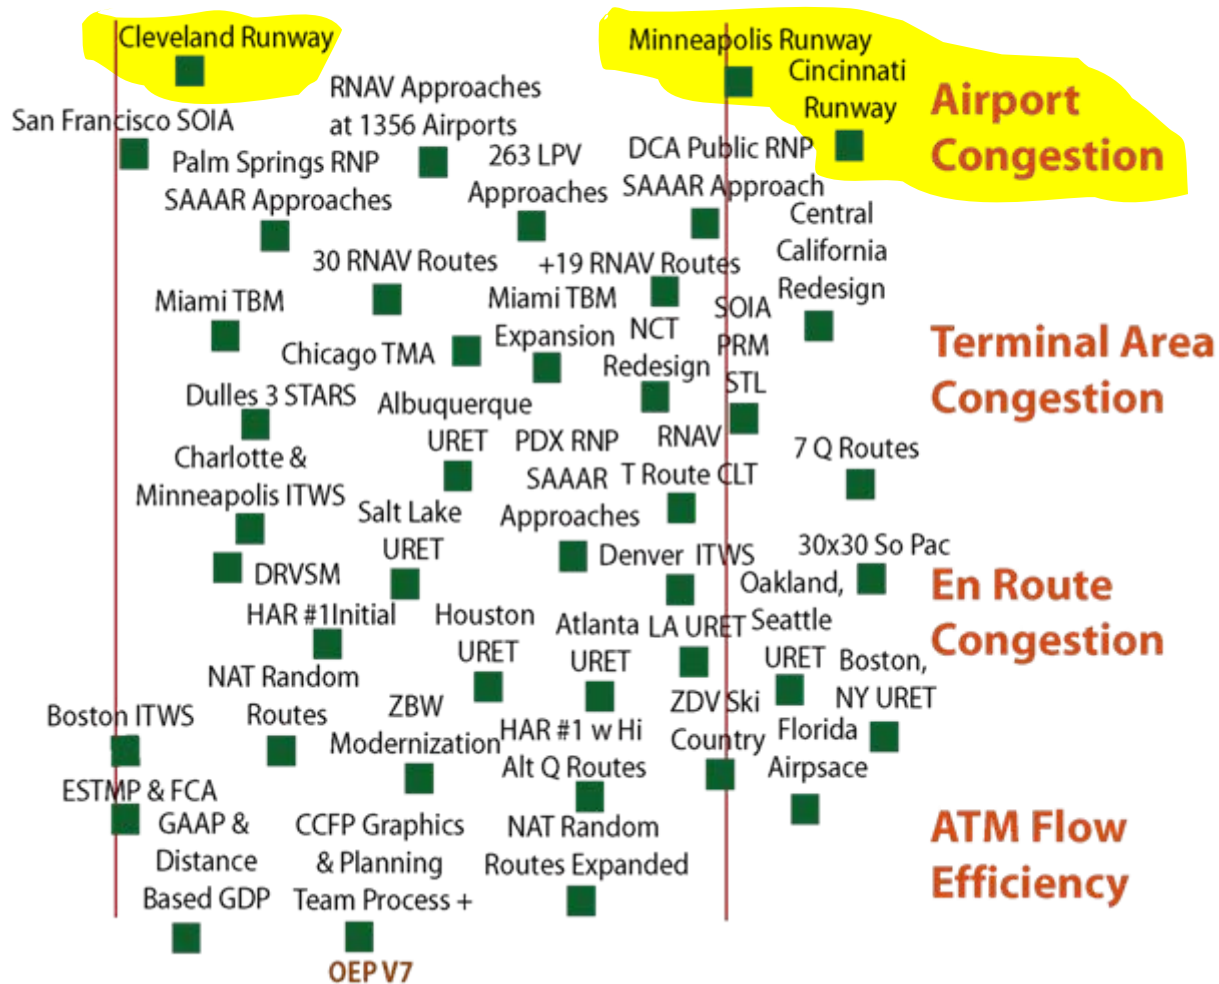 Cleveland Runway
Minneapolis Runway
Cincinnati
Runway
Airport
Congestion
RNAV Approaches
at 1356 Airports
San Francisco SOIA
Palm Springs RNP
SAAAR Approaches
263 LPV
Approaches
DCA Public RNP
SAAAR Approach
Central
California
Redesign
30 RNAV Routes
+19 RNAV Routes
Miami TBM
Miami TBM
Expansion
NCT
Redesign
SOIA
PRM
STL
Terminal Area
Congestion
Chicago TMA
Dulles 3 STARS
Albuquerque
URET
Charlotte &
Minneapolis ITWS
PDX RNP
SAAAR
Approaches
RNAV
T Route CLT
7 Q Routes
Salt Lake
URET
DRVSM
Denver ITWS
30x30 So Pac
En Route
Congestion
HAR #1Initial
Houston
URET
Atlanta
URET
LA URET
Oakland,
Seattle
URET
Boston,
NY URET
NAT Random
Routes
Boston ITWS
ZBW
Modernization
HAR #1 w Hi
Alt Q Routes
ZDV Ski
Country
Florida
Airpsace
ESTMP & FCA
GAAP &
Distance
Based GDP
CCFP Graphics
& Planning
Team Process +
NAT Random
Routes Expanded
ATM Flow
Efficiency
OEP V7